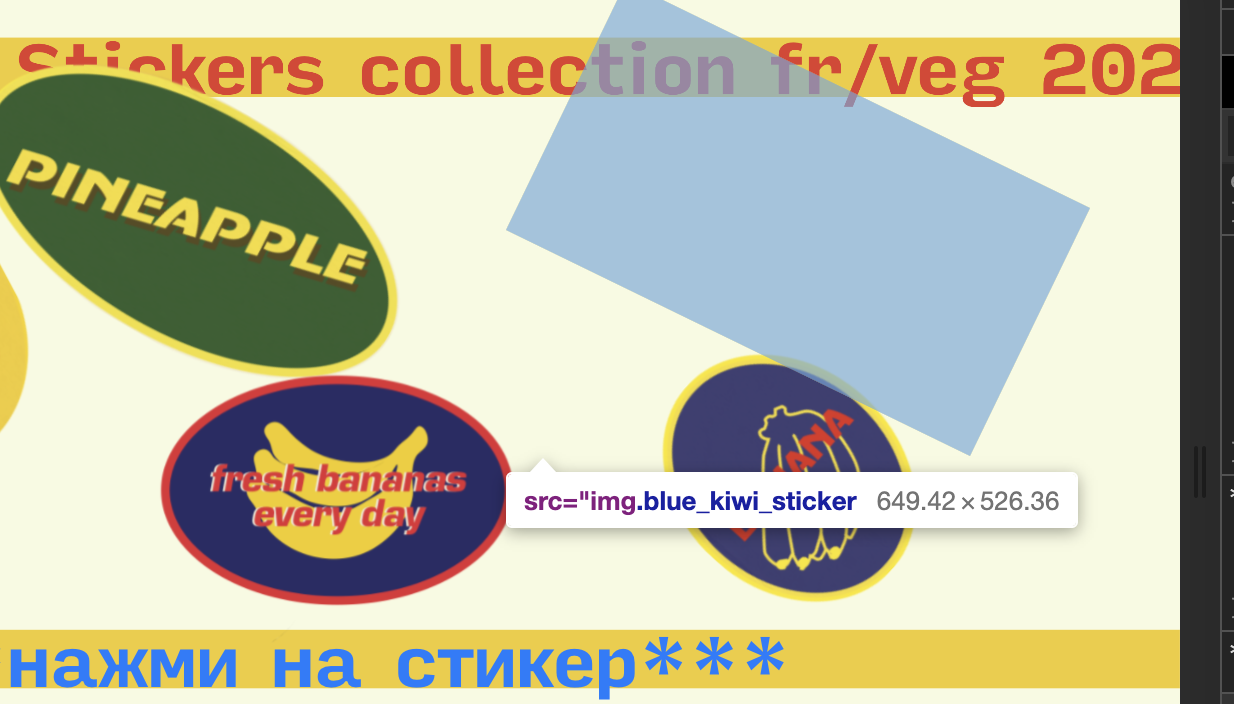 Stickers collection fr/veg 202
PINEAPPLE
fresh bananas
every day
src="img.blue_kiwi_sticker 649.42 × 526.36
нажми на стикер***